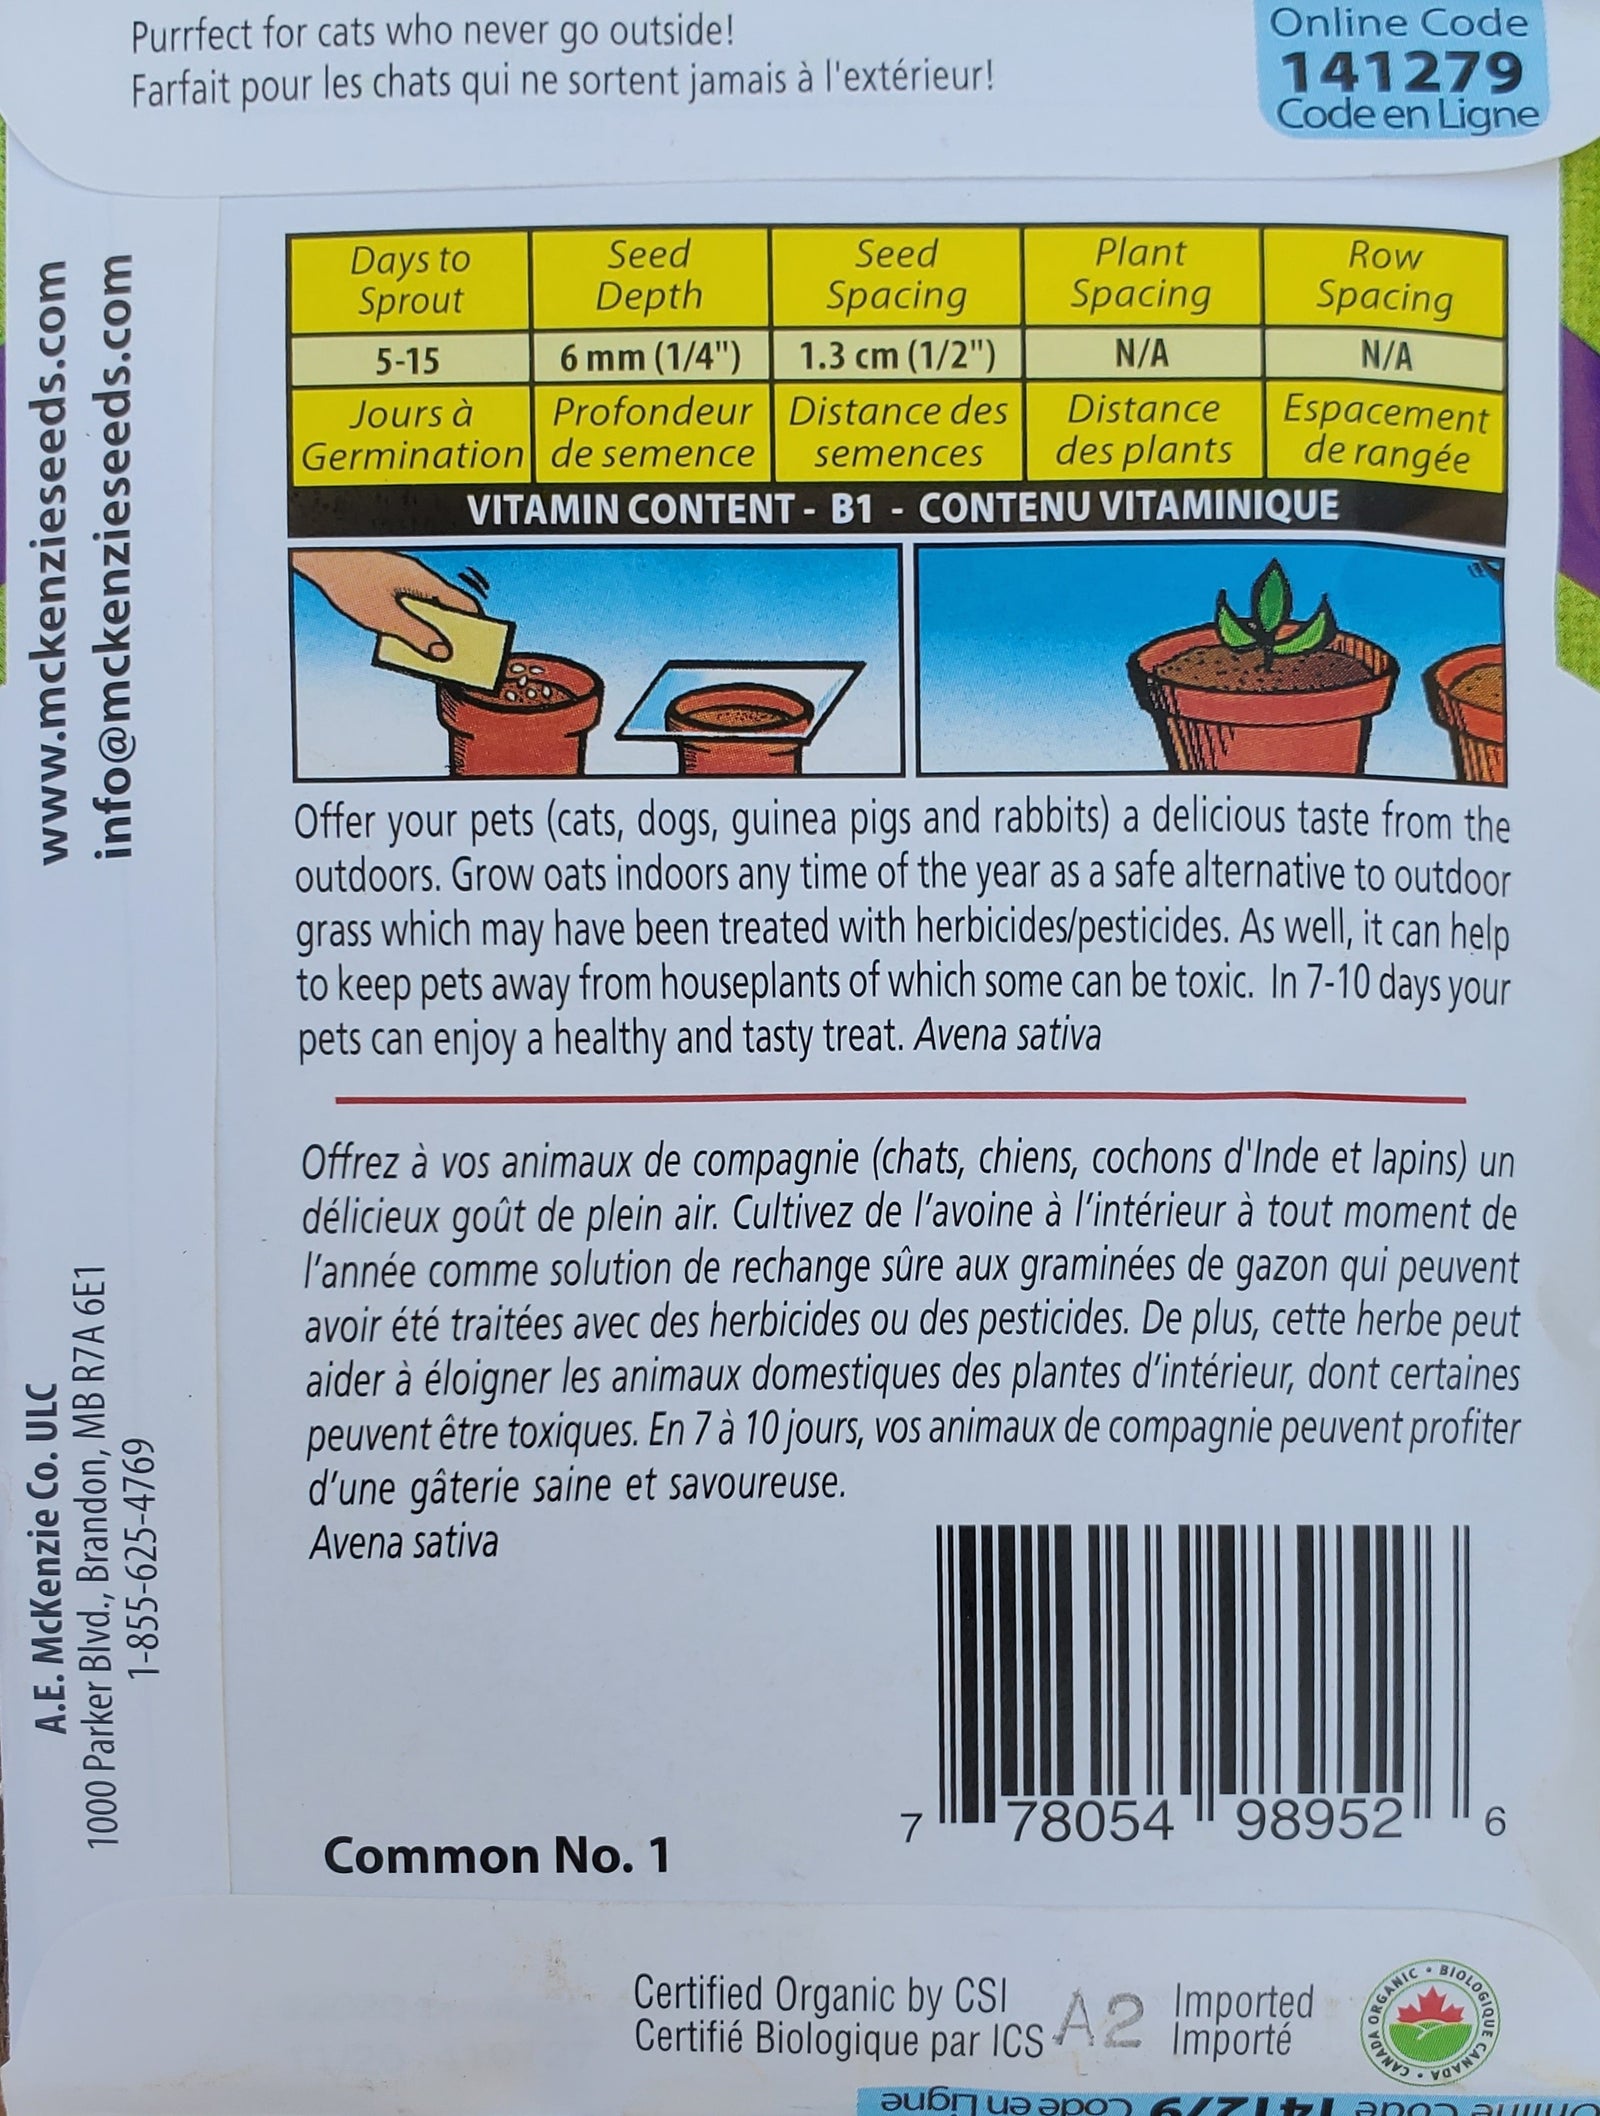 Purrfect for cats who never go outside!
Farfait pour les chats qui ne sortent jamais à l'extérieur!
Online Code
141279
Code en Ligne
www.mckenzieseeds.com
info@mckenzieseeds.com
A.E. McKenzie Co. ULC
1000 Parker Blvd., Brandon, MB R7A 6E1
1-855-625-4769
Days to
Sprout
Seed
Depth
Seed
Spacing
Plant
Spacing
Row
Spacing
5-15
6 mm (1/4")
1.3 cm (1/2")
N/A
N/A
Jours à
Germination
Profondeur
de semence
Distance des
semences
Distance
des plants
Espacement
de rangée
VITAMIN CONTENT - B1 - CONTENU VITAMINIQUE
Offer your pets (cats, dogs, guinea pigs and rabbits) a delicious taste from the
outdoors. Grow oats indoors any time of the year as a safe alternative to outdoor
grass which may have been treated with herbicides/pesticides. As well, it can help
to keep pets away from houseplants of which some can be toxic. In 7-10 days your
pets can enjoy a healthy and tasty treat. Avena sativa
Offrez à vos animaux de compagnie (chats, chiens, cochons d'Inde et lapins) un
délicieux goût de plein air. Cultivez de l'avoine à l'intérieur à tout moment de
l'année comme solution de rechange sûre aux graminées de gazon qui peuvent
avoir été traitées avec des herbicides ou des pesticides. De plus, cette herbe peut
aider à éloigner les animaux domestiques des plantes d'intérieur, dont certaines
peuvent être toxiques. En 7 à 10 jours, vos animaux de compagnie peuvent profiter
d'une gâterie saine et savoureuse.
Avena sativa
7 78054 98952 6
Common No. 1
Certified Organic by CSI
Certifié Biologique par ICS
A2
Imported
Importé
CANADA ORGANIC • BIOLOGIQUE CANADA •
Online Code 141279 Code en Ligne